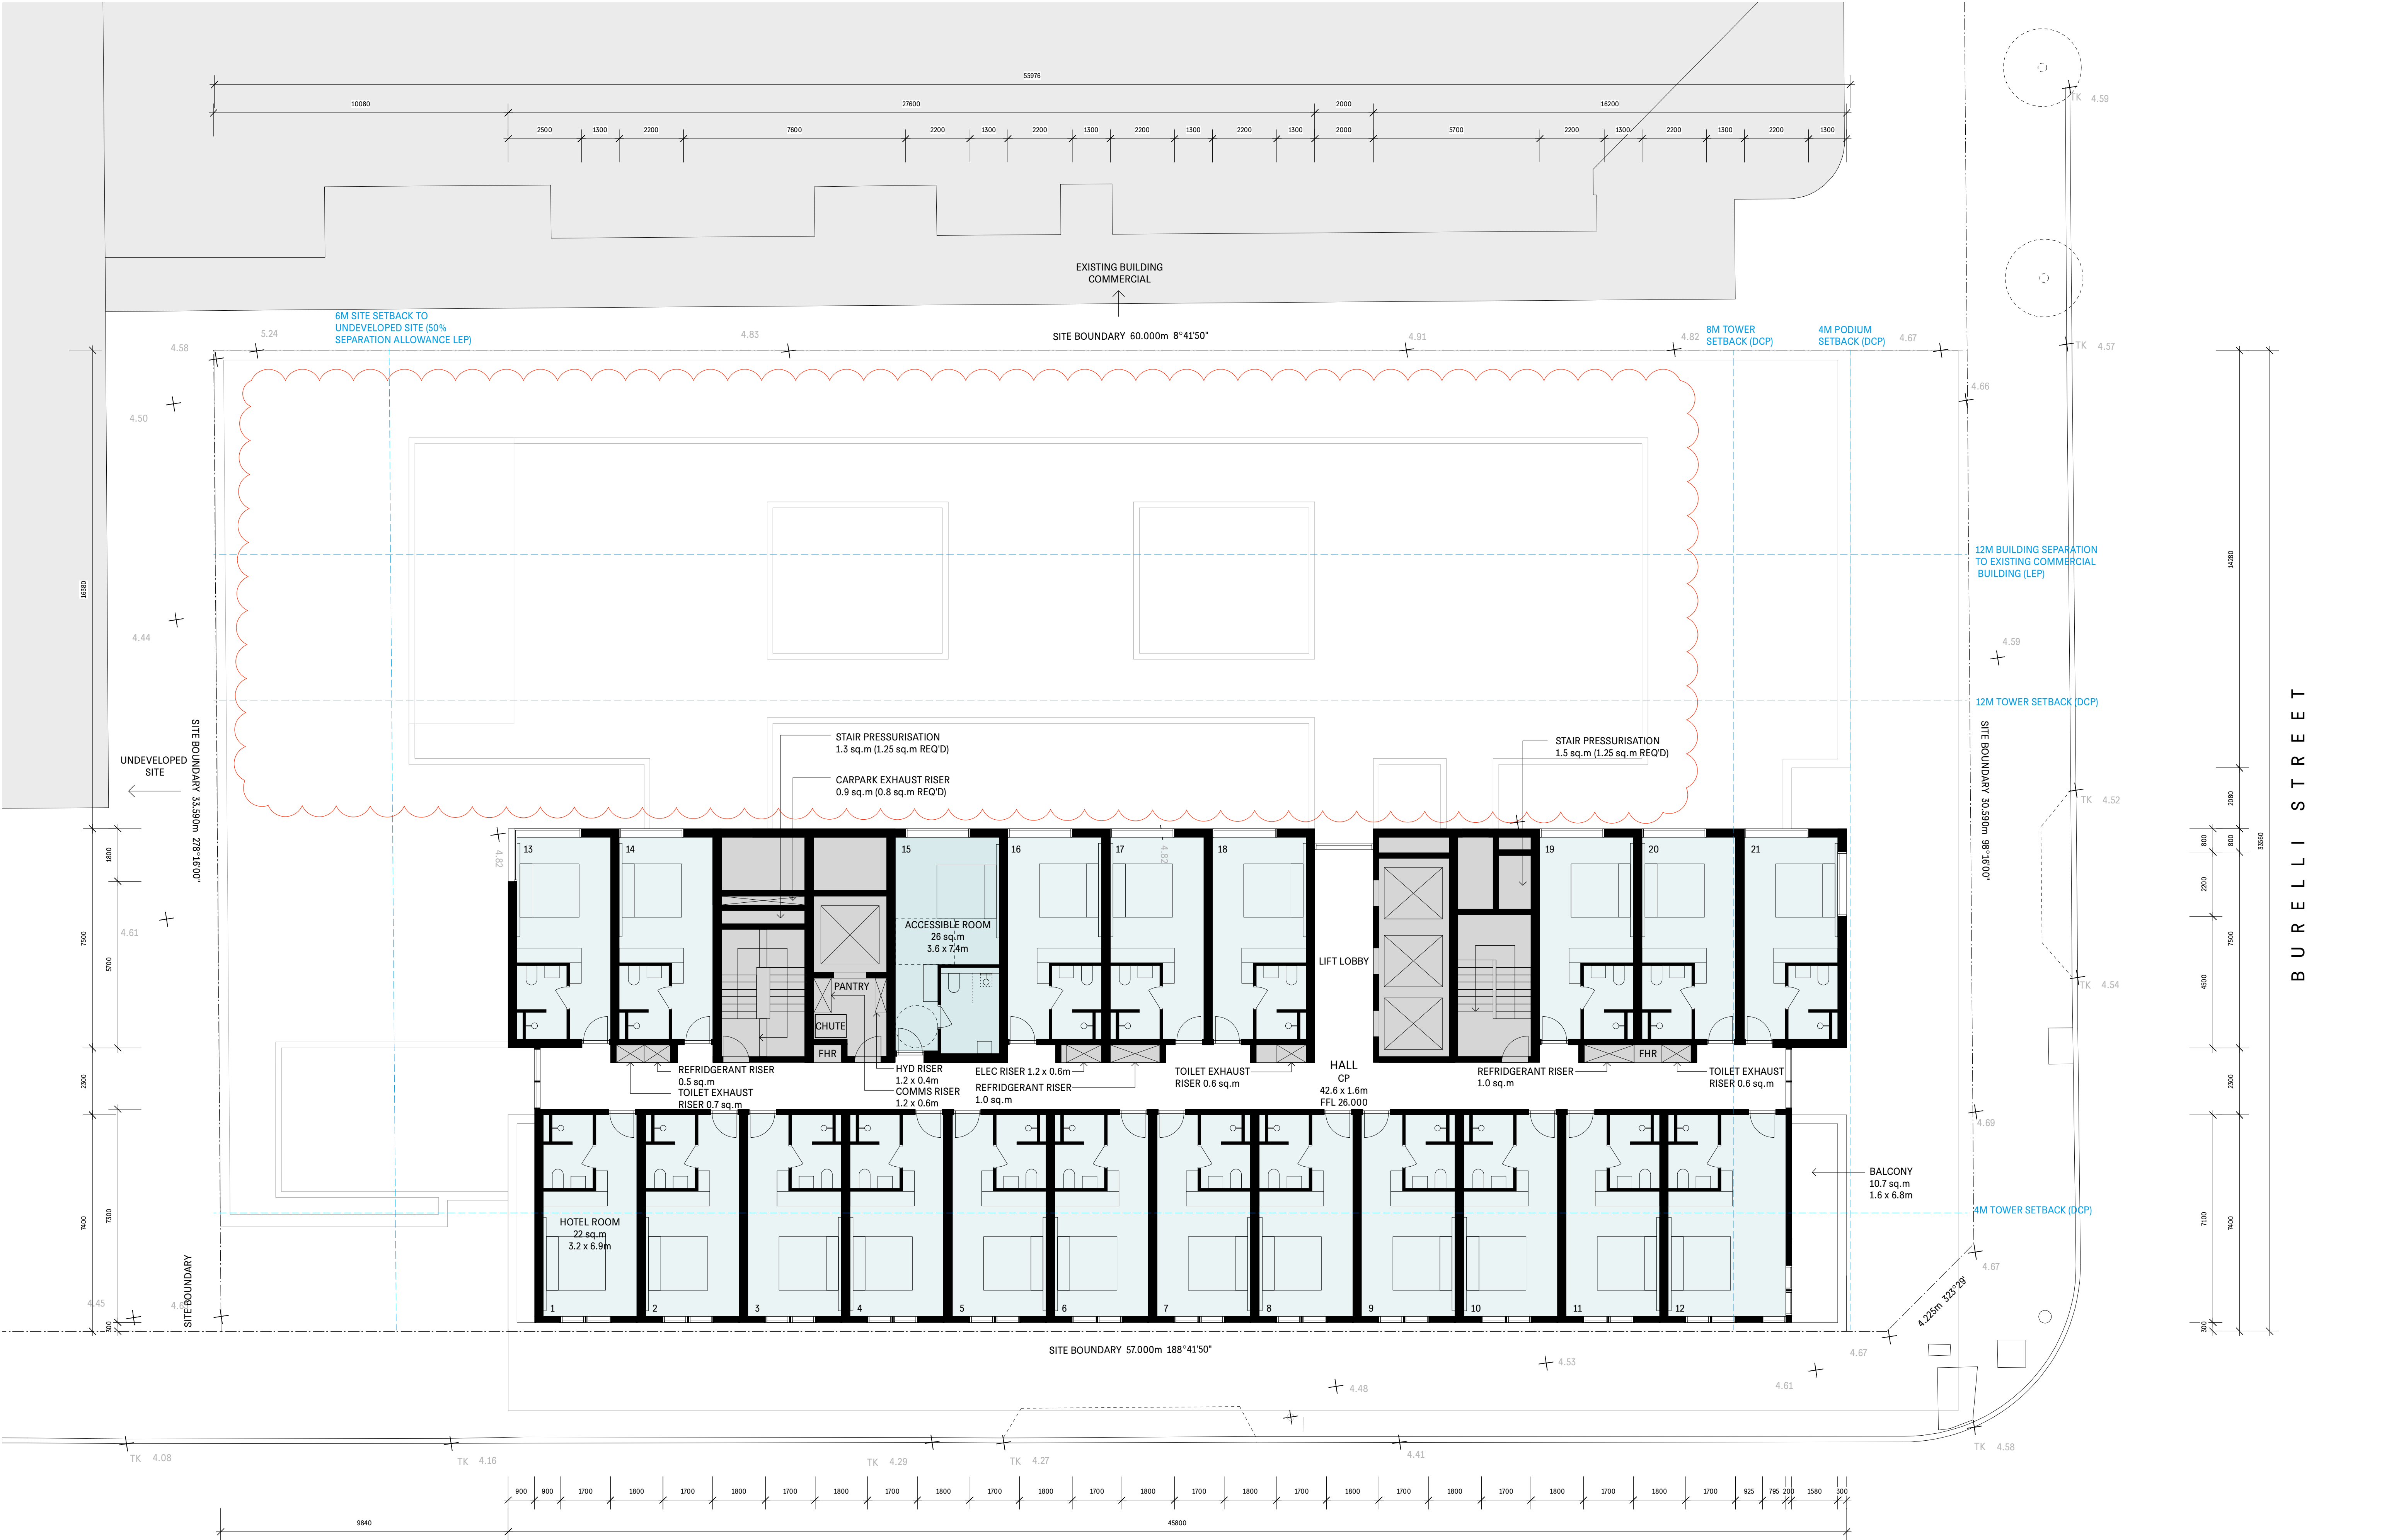 55976
10080
27600
2000
16200
2500
1300
2200
7600
2200
1300
2200
1300
2200
1300
2200
1300
2000
5700
2200
1300
2200
1300
2200
1300
TK 4.59
EXISTING BUILDING
COMMERCIAL
6M SITE SETBACK TO
UNDEVELOPED SITE (50%
SEPARATION ALLOWANCE LEP)
5.24
4.83
SITE BOUNDARY 60.000m 8°41'50"
4.91
4.82
8M TOWER
SETBACK (DCP)
4M PODIUM
SETBACK (DCP)
4.67
4.58
TK 4.57
4.66
4.50
12M BUILDING SEPARATION
TO EXISTING COMMERCIAL
BUILDING (LEP)
14280
16380
4.44
4.59
12M TOWER SETBACK (DCP)
BURELLI STREET
SITE BOUNDARY 33.590m 278°16'00"
SITE BOUNDARY 30.590m 98°16'00"
UNDEVELOPED
SITE
STAIR PRESSURISATION
1.3 sq.m (1.25 sq.m REQ'D)
STAIR PRESSURISATION
1.5 sq.m (1.25 sq.m REQ'D)
CARPARK EXHAUST RISER
0.9 sq.m (0.8 sq.m REQ'D)
TK 4.52
2080
800
800
33560
1800
4.82
4.82
13
14
15
16
17
18
19
20
21
2200
7500
5700
7500
4500
4.61
ACCESSIBLE ROOM
26 sq.m
3.6 x 7.4m
LIFT LOBBY
TK 4.54
PANTRY
CHUTE
FHR
FHR
HALL
CP
42.6 x 1.6m
FFL 26.000
REFRIDGERANT RISER
0.5 sq.m
TOILET EXHAUST
RISER 0.7 sq.m
HYD RISER
1.2 x 0.4m
COMMS RISER
1.2 x 0.6m
ELEC RISER 1.2 x 0.6m
REFRIDGERANT RISER
1.0 sq.m
TOILET EXHAUST
RISER 0.6 sq.m
REFRIDGERANT RISER
1.0 sq.m
TOILET EXHAUST
RISER 0.6 sq.m
2300
2300
4.69
BALCONY
10.7 sq.m
1.6 x 6.8m
4M TOWER SETBACK (DCP)
7400
7300
7100
7400
HOTEL ROOM
22 sq.m
3.2 x 6.9m
SITE BOUNDARY
4.67
4.225m 323°29'
4.45
300
300
1
2
3
4
5
6
7
8
9
10
11
12
SITE BOUNDARY 57.000m 188°41'50"
4.67
4.53
4.61
4.48
TK 4.08
TK 4.16
TK 4.29
TK 4.27
4.41
TK 4.58
900
900
1700
1800
1700
1800
1700
1800
1700
1800
1700
1800
1700
1800
1700
1800
1700
1800
1700
1800
1700
1800
1700
1800
1700
925
795
200
1580
300
9840
45800